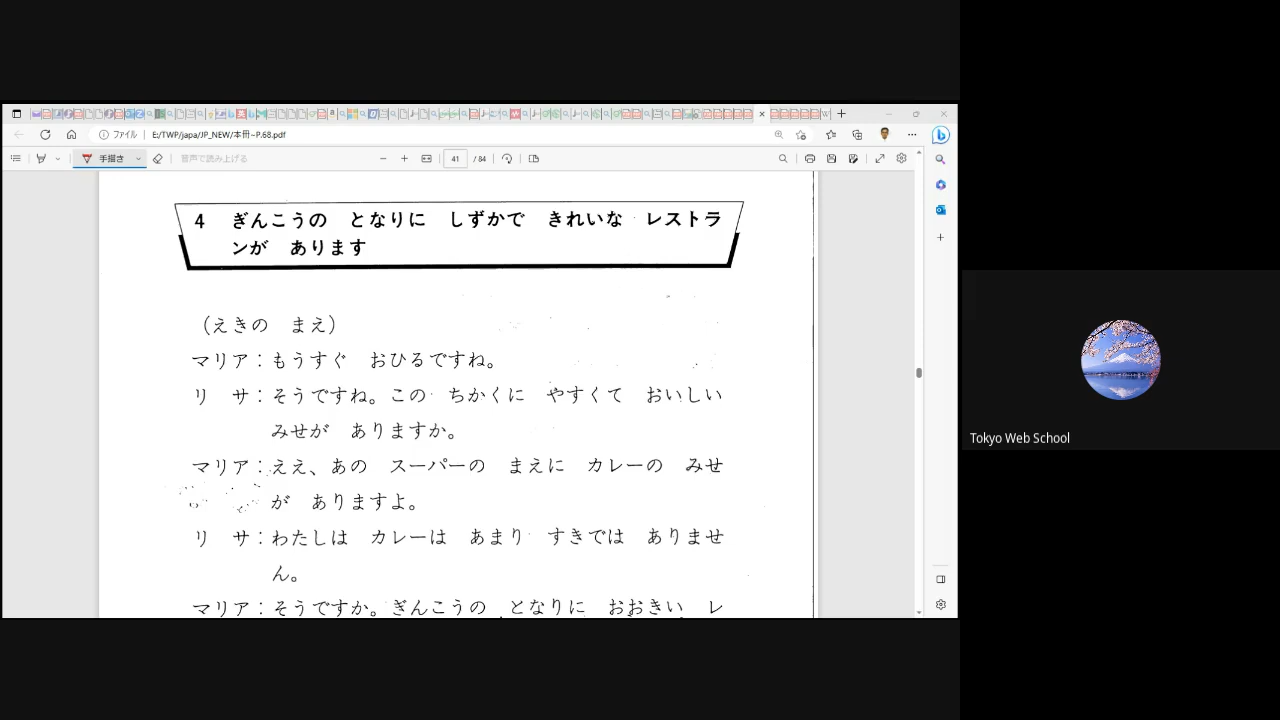 ファイル | E:/TWP/japa/JP_NEW/本冊~P.68.pdf
手描き
音声で読み上げる
41 / 84
4 ぎんこうの となりに しずかで きれいな レストラ
ンが あります
（えきの まえ）
マリア：もうすぐ おひるですね。
リ サ：そうですね。この ちかくに やすくて おいしい
みせが ありますか。
マリア：ええ、あの スーパーの まえに カレーの みせ
が ありますよ。
リ サ：わたしは カレーは あまり すきでは ありませ
ん。
マリア：そうですか。ぎんこうの となりに おおきい レ
Tokyo Web School